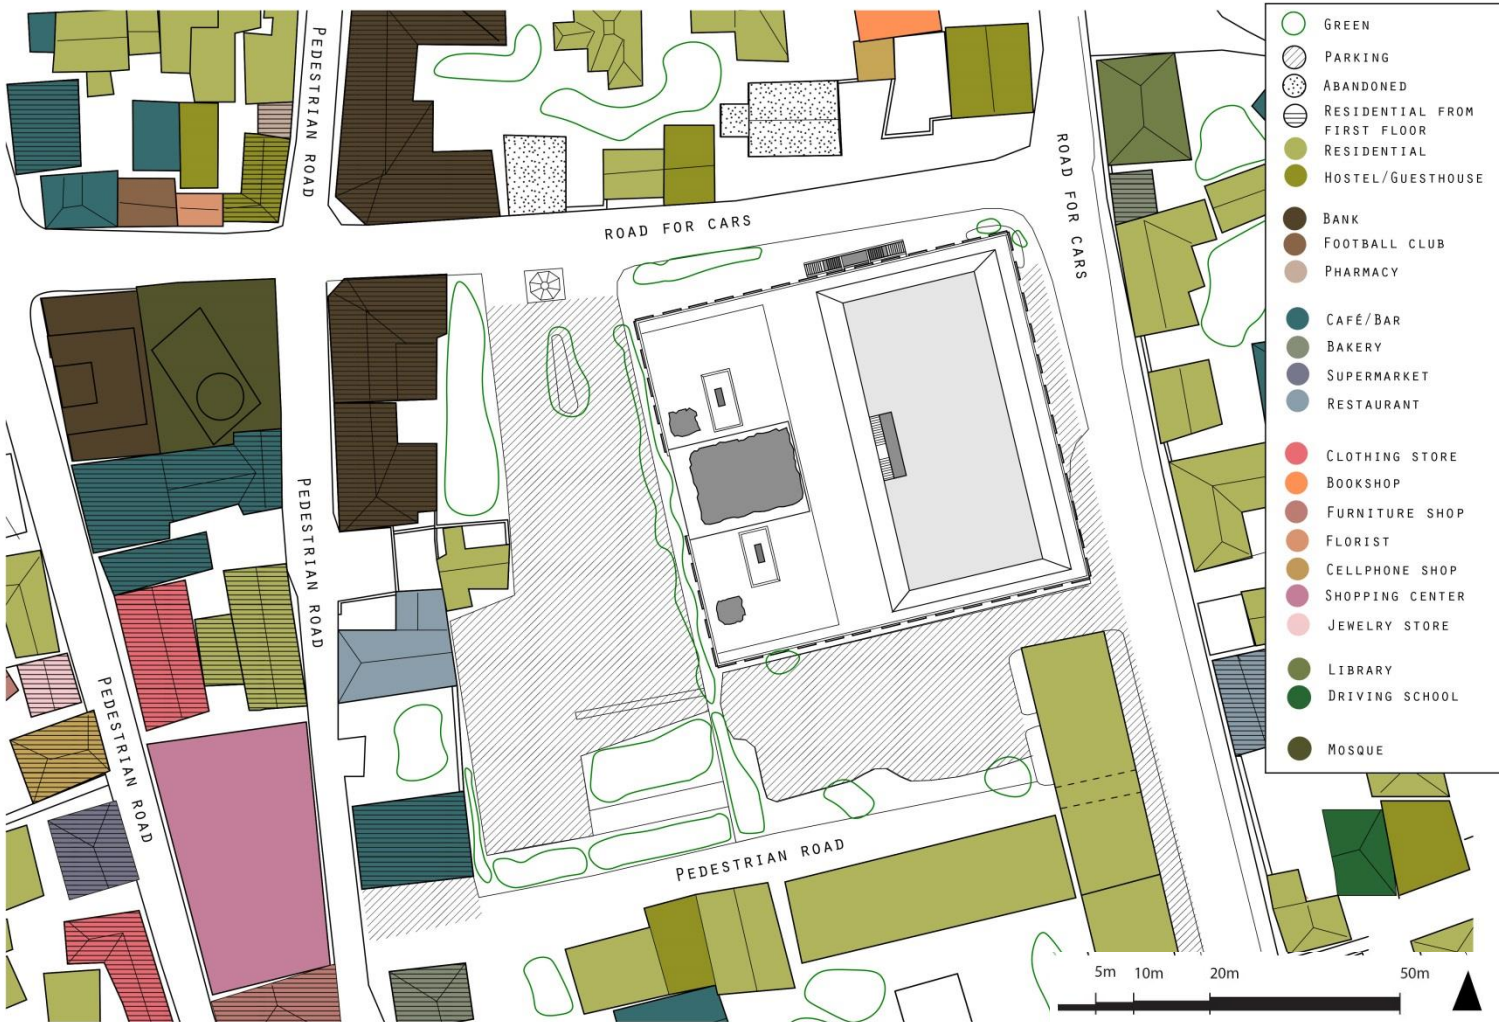 PEDESTRIAN ROAD
ROAD FOR CARS
ROAD FOR CARS
PEDESTRIAN ROAD
PEDESTRIAN ROAD
PEDESTRIAN ROAD
GREEN
PARKING
ABANDONED
RESIDENTIAL FROM
FIRST FLOOR
RESIDENTIAL
HOSTEL/GUESTHOUSE
BANK
FOOTBALL CLUB
PHARMACY
CAFÉ/BAR
BAKERY
SUPERMARKET
RESTAURANT
CLOTHING STORE
BOOKSHOP
FURNITURE SHOP
FLORIST
CELLPHONE SHOP
SHOPPING CENTER
JEWELRY STORE
LIBRARY
DRIVING SCHOOL
MOSQUE
5m 10m 20m 50m